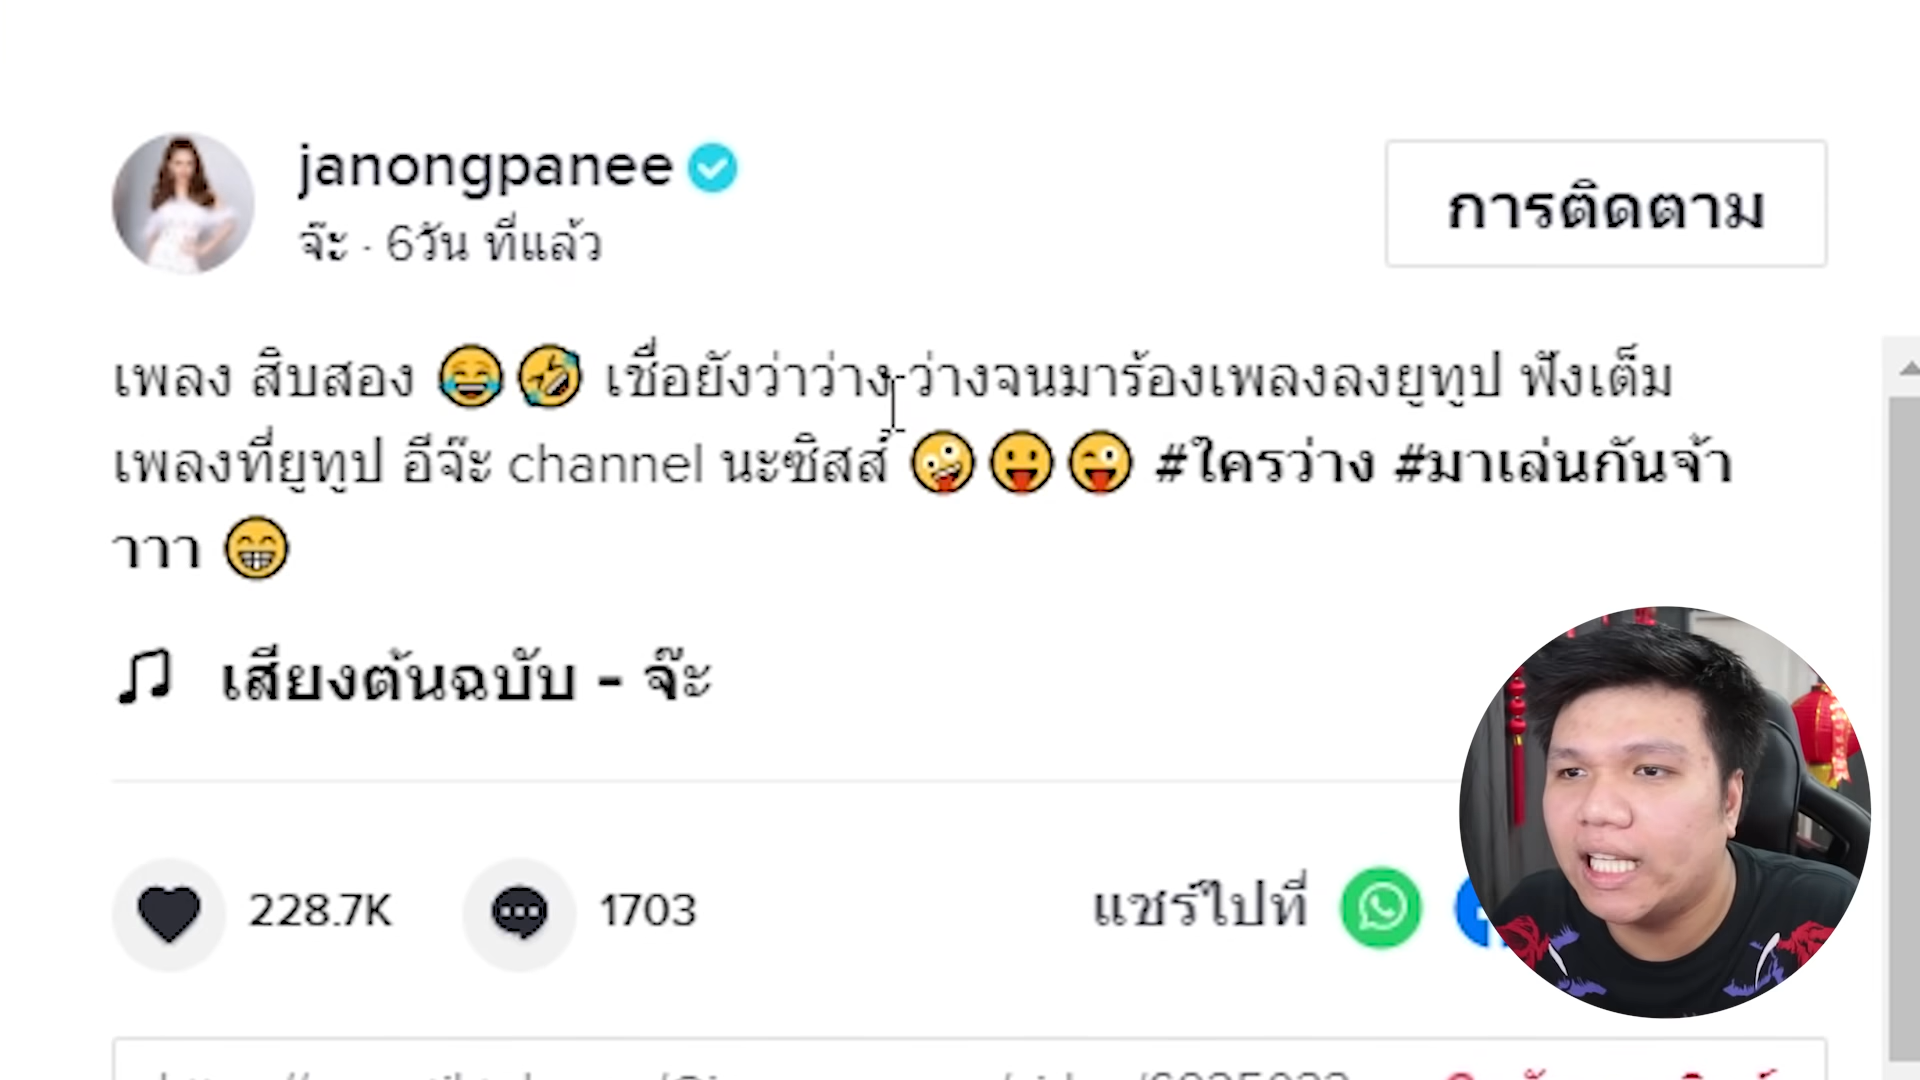 janongpanee
จ๊ะ · 6วัน ที่แล้ว
การติดตาม
เพลง สิบสอง 😂🤣 เชื่อยังว่าว่าง ว่างจนมาร้องเพลงลงยูทูป ฟังเต็ม
เพลงที่ยูทูป อีจ๊ะ channel นะซิสส์ 🤪😛😜 #ใครว่าง #มาเล่นกันจ้า
าาา 😁
เสียงต้นฉบับ - จ๊ะ
228.7K
1703
แชร์ไปที่